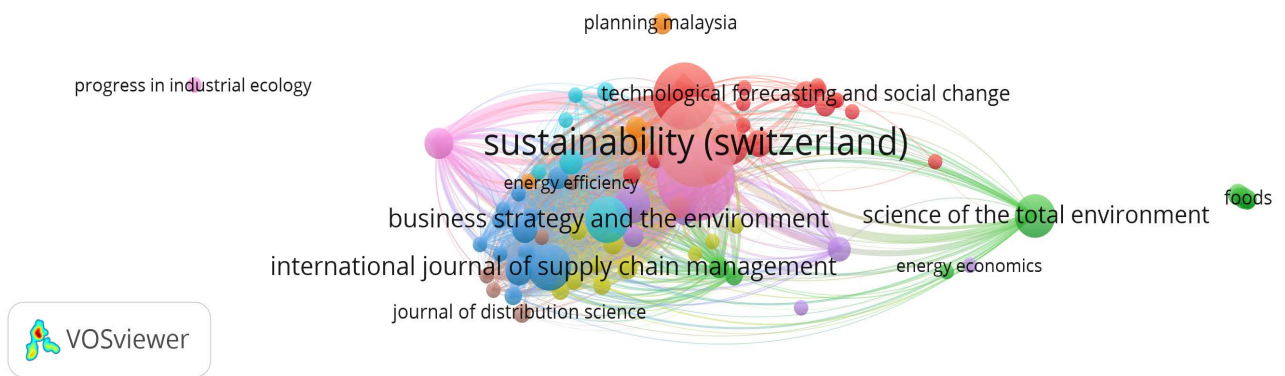 planning malaysia
progress in industrial ecology
technological forecasting and social change
sustainability (switzerland)
energy efficiency
foods
business strategy and the environment
science of the total environment
international journal of supply chain management
energy economics
journal of distribution science
VOSviewer